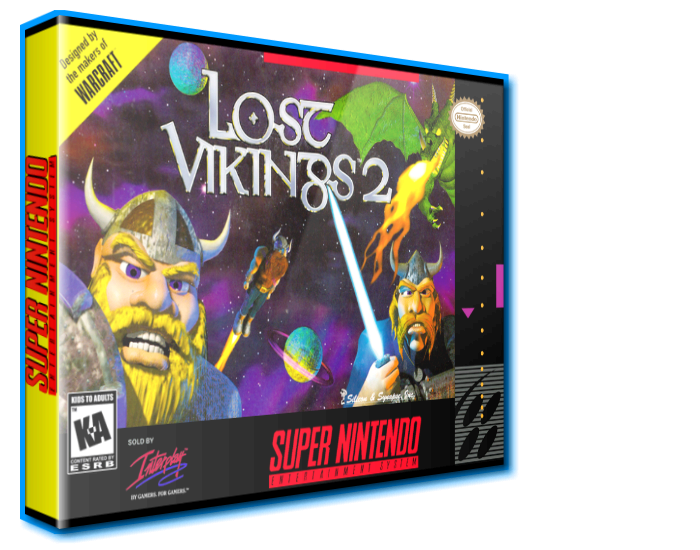 Designed by
the makers of
WARCRAFT
LOST
VIKINGS 2
Official
Nintendo
Seal
SUPER NINTENDO
KIDS TO ADULTS
K-A
CONTENT RATED BY
ESRB
SOLD BY
Interplay
BY GAMERS. FOR GAMERS.™
Silicon & Synapse, Inc.
SUPER NINTENDO
ENTERTAINMENT SYSTEM